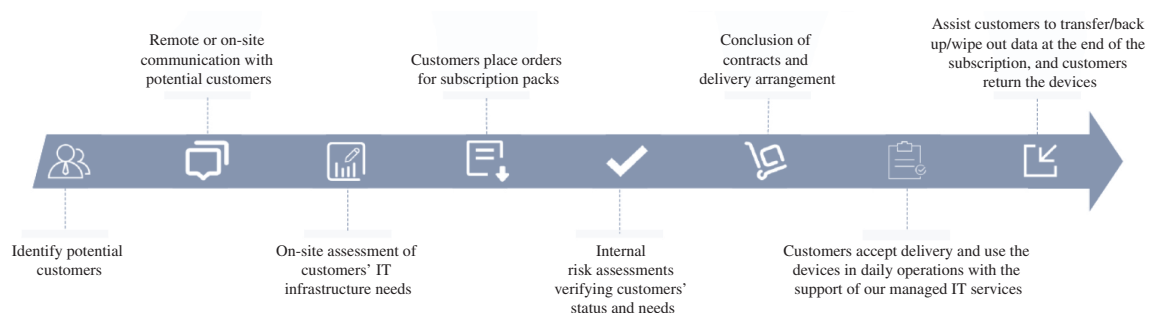 Identify potential
customers
Remote or on-site
communication with
potential customers
On-site assessment of
customers’ IT
infrastructure needs
Customers place orders
for subscription packs
Internal
risk assessments
verifying customers’
status and needs
Conclusion of
contracts and
delivery arrangement
Customers accept delivery and use the
devices in daily operations with the
support of our managed IT services
Assist customers to transfer/back
up/wipe out data at the end of the
subscription, and customers
return the devices